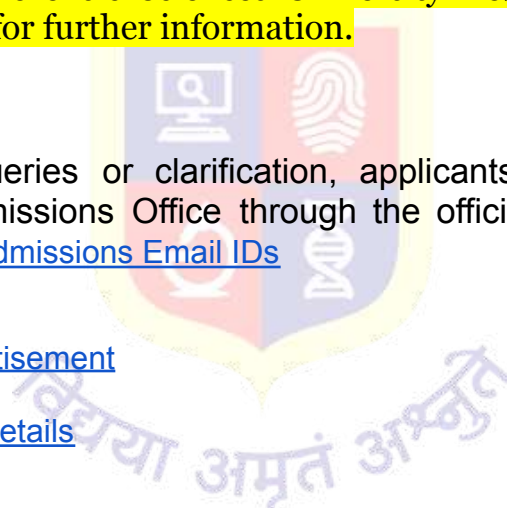 for further information.
ueries or clarification, applicants
missions Office through the offici
dmissions Email IDs
tisement
etails
विद्यया अमृतं अश्नुते